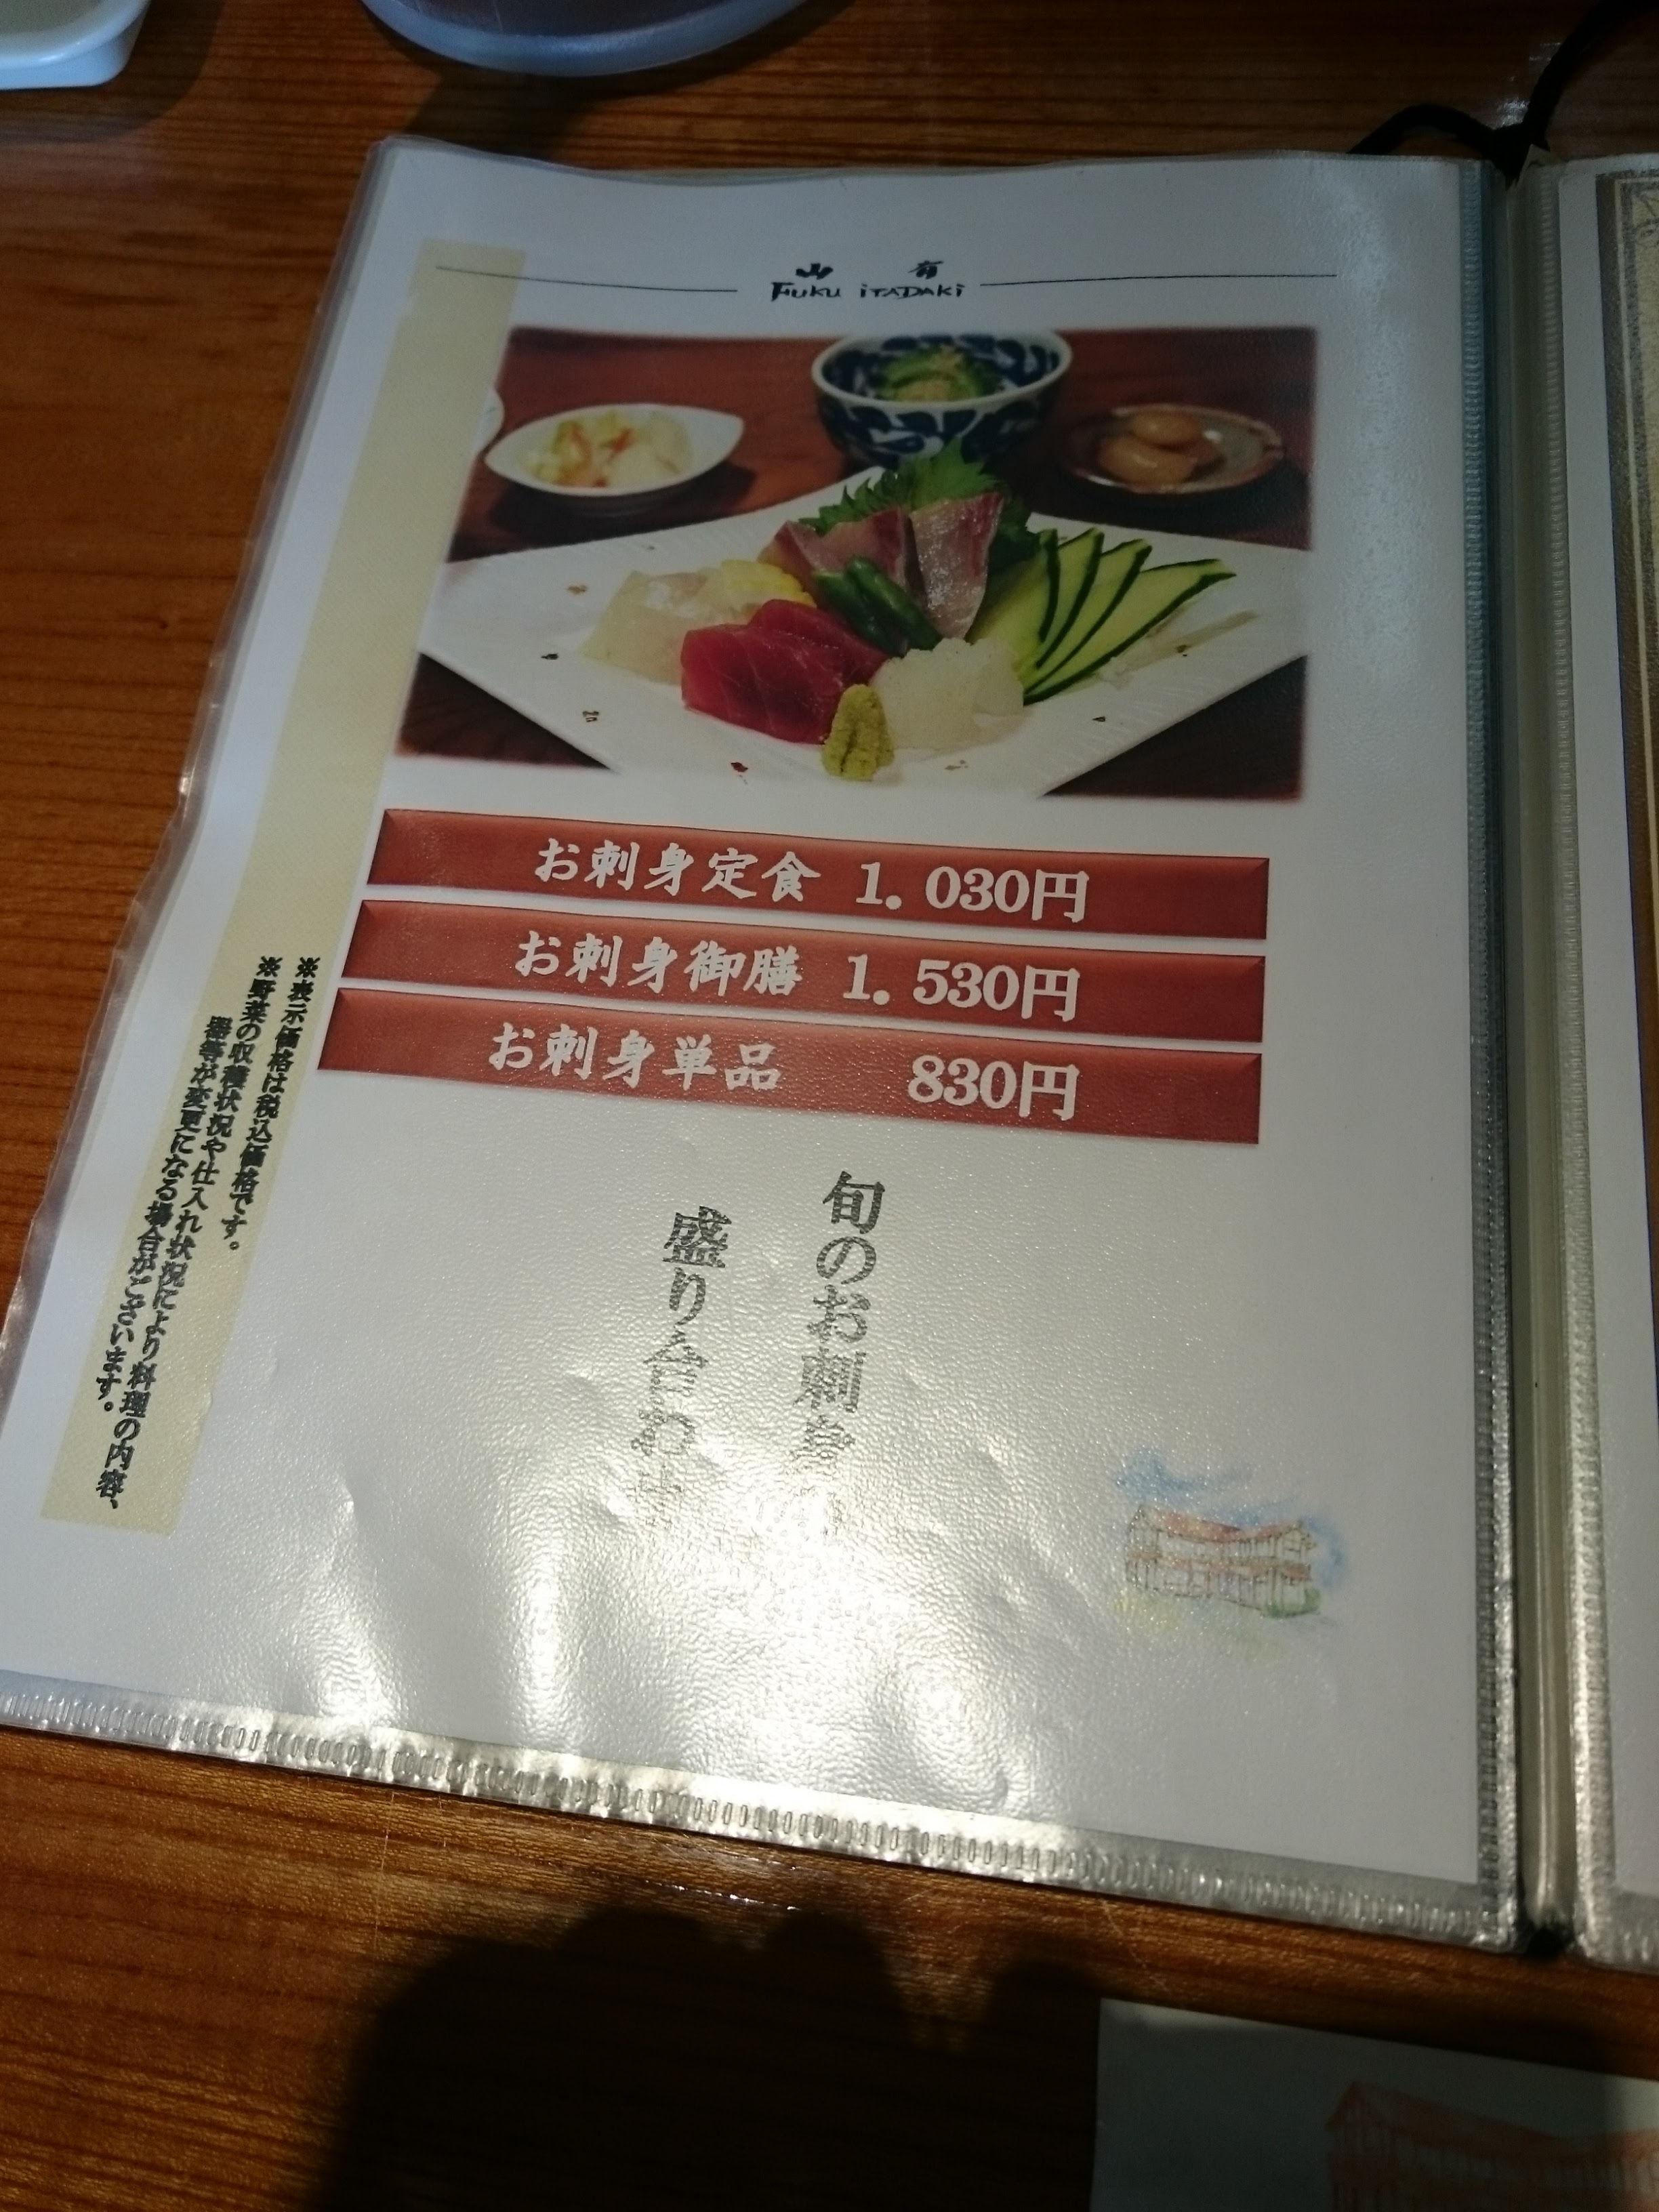 山 有
FUKU iTADAKi
お刺身定食 1. 030円
お刺身御膳 1. 530円
お刺身単品 830円
旬のお刺身
盛り合わせ
※表示価格は税込価格です。
※野菜の収穫状況や仕入れ状況により料理の内容、
器等が変更になる場合がございます。